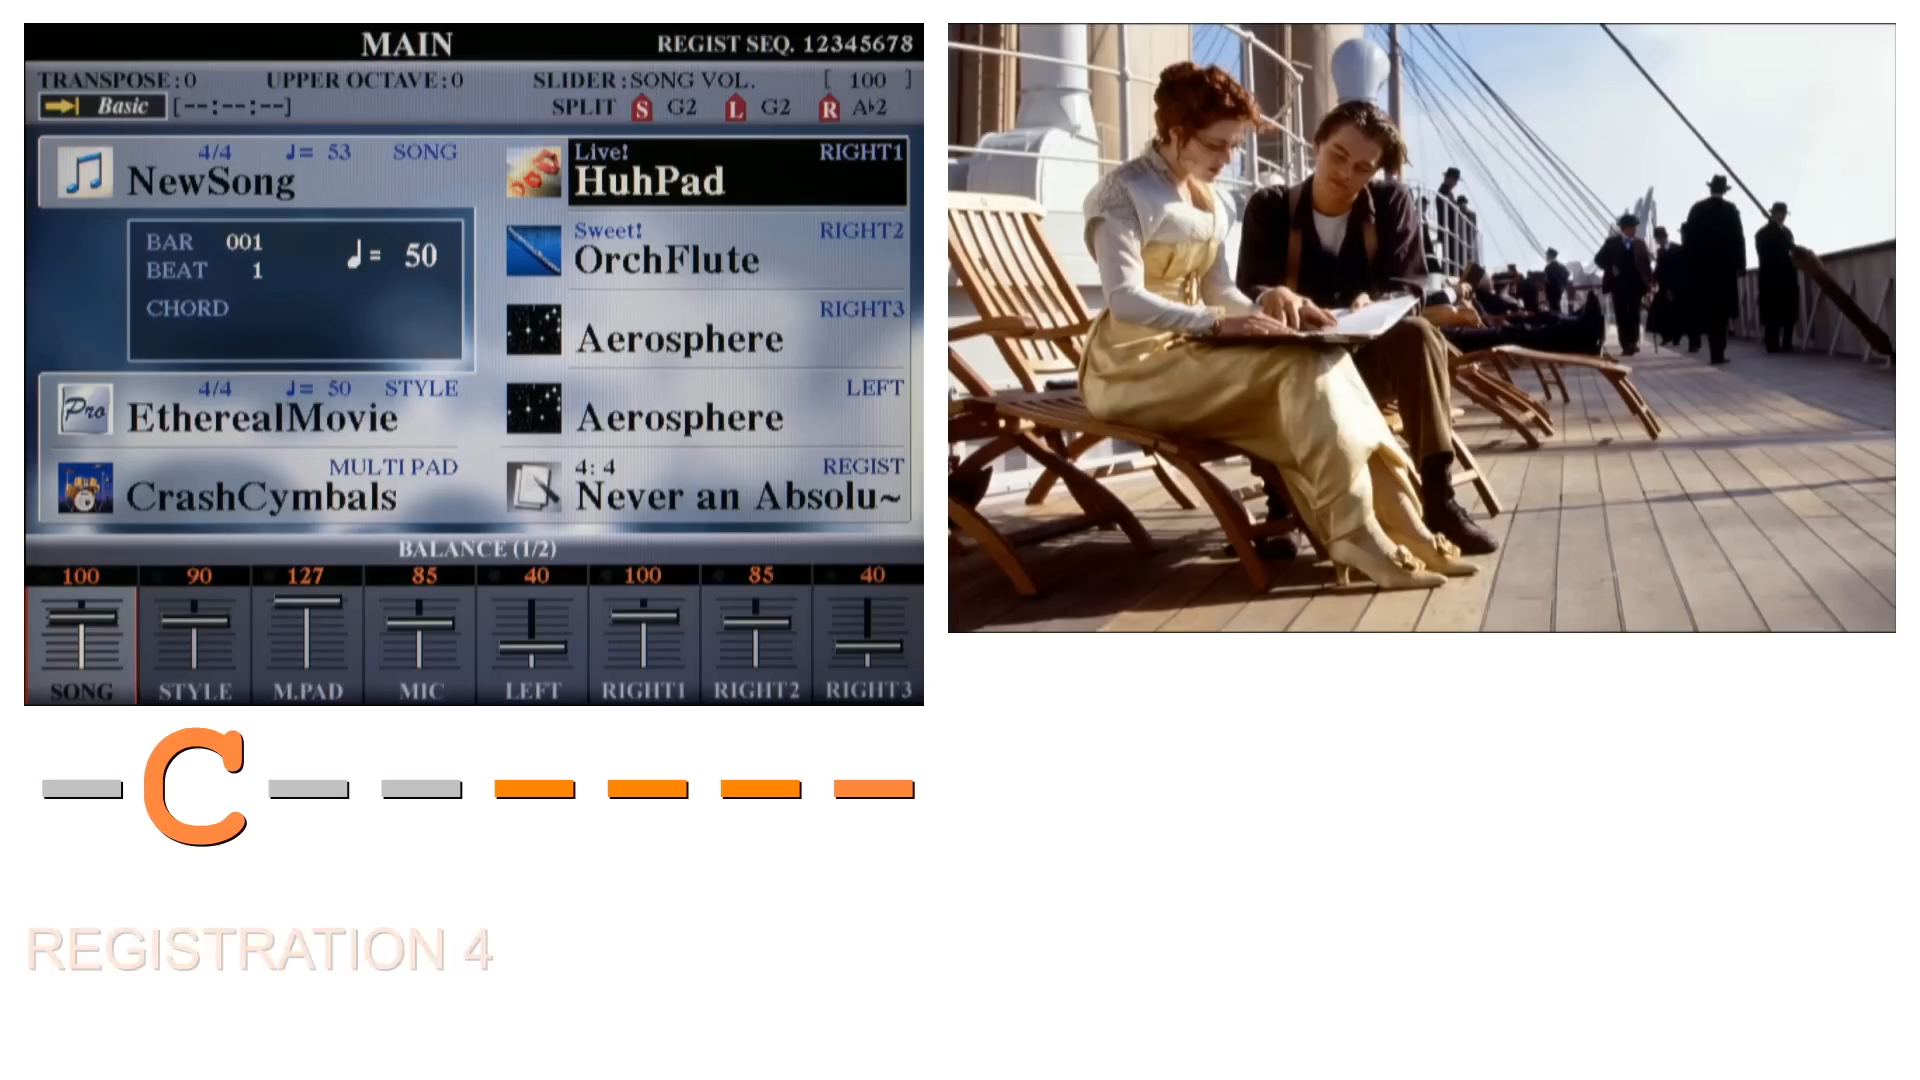 MAIN
REGIST SEQ. 12345678
TRANSPOSE:0 UPPER OCTAVE:0 SLIDER:SONG VOL. [ 100 ]
Basic [--:--:--] SPLIT S G2 L G2 R A♭2
4/4 ♩= 53 SONG
NewSong
BAR 001
BEAT 1
♩= 50
CHORD
4/4 ♩= 50 STYLE
Pro
EtherealMovie
MULTI PAD
CrashCymbals
Live! RIGHT1
HuhPad
Sweet! RIGHT2
OrchFlute
RIGHT3
Aerosphere
LEFT
Aerosphere
4: 4 REGIST
Never an Absolu~
BALANCE (1/2)
100 90 127 85 40 100 85 40
SONG STYLE M.PAD MIC LEFT RIGHT1 RIGHT2 RIGHT3
C
REGISTRATION 4